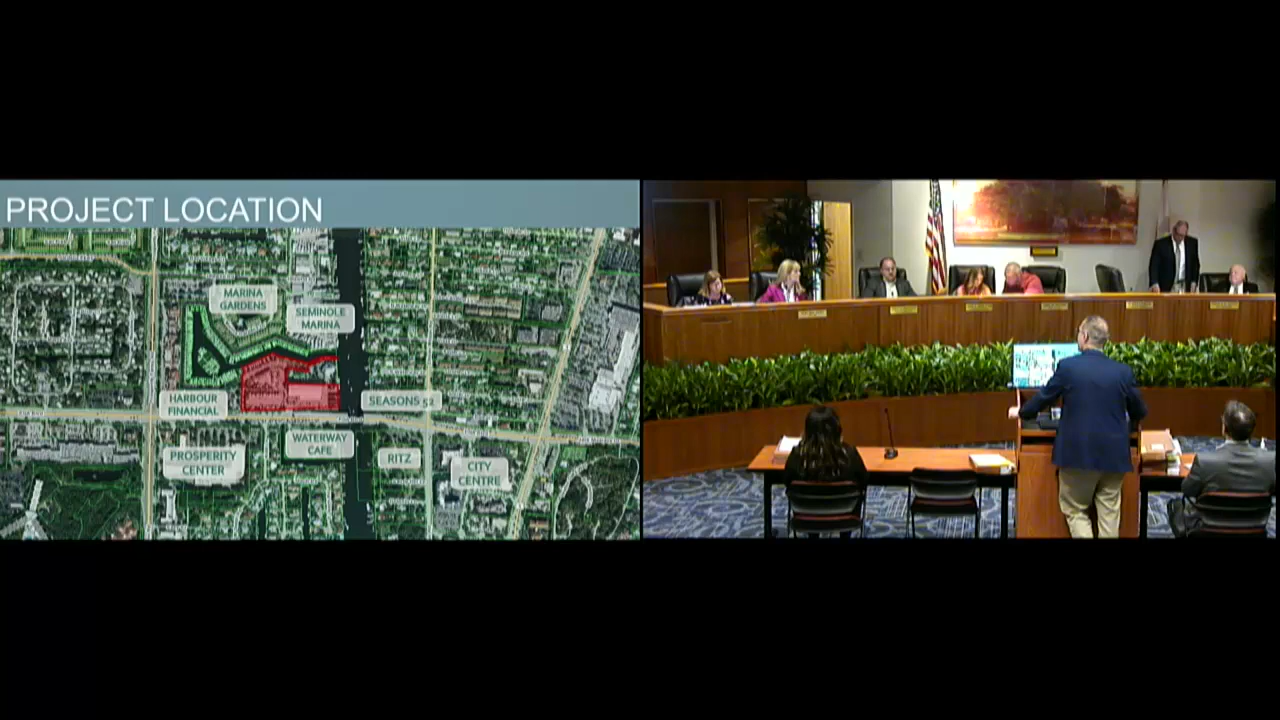 PROJECT LOCATION
MARINA
GARDENS
SEMINOLE
MARINA
HARBOUR
FINANCIAL
SEASONS 52
WATERWAY
CAFE
PROSPERITY
CENTER
RITZ
CITY
CENTRE